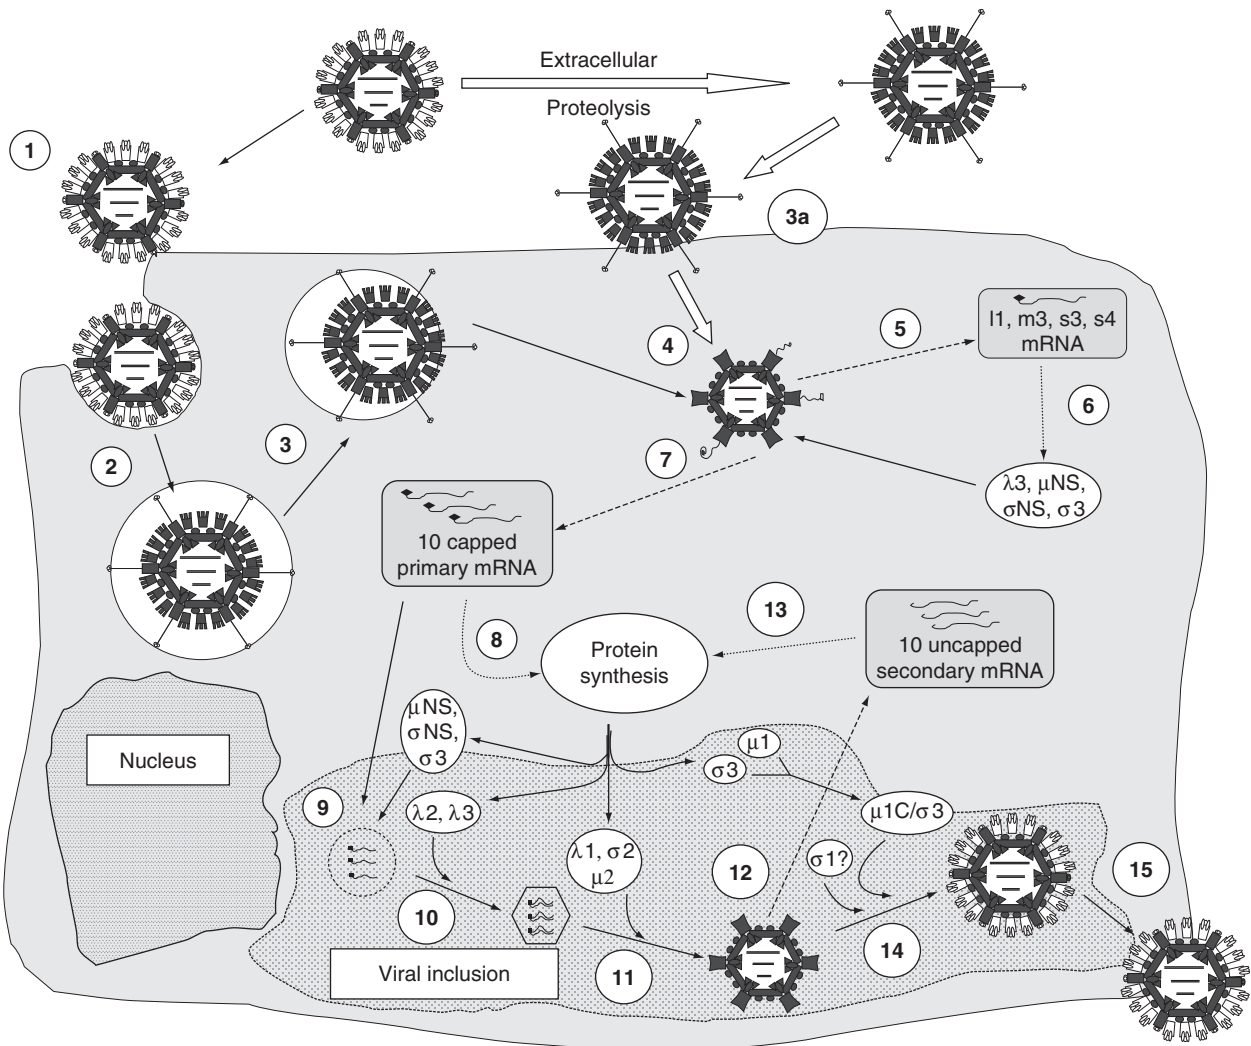 Extracellular
Proteolysis
1
3a
l1, m3, s3, s4
mRNA
5
4
6
3
2
7
λ3, μNS,
σNS, σ3
10 capped
primary mRNA
13
8
Protein
synthesis
10 uncapped
secondary mRNA
μNS,
σNS,
σ3
μ1
σ3
Nucleus
9
λ2, λ3
μ1C/σ3
λ1, σ2
μ2
σ1?
12
15
10
14
Viral inclusion
11